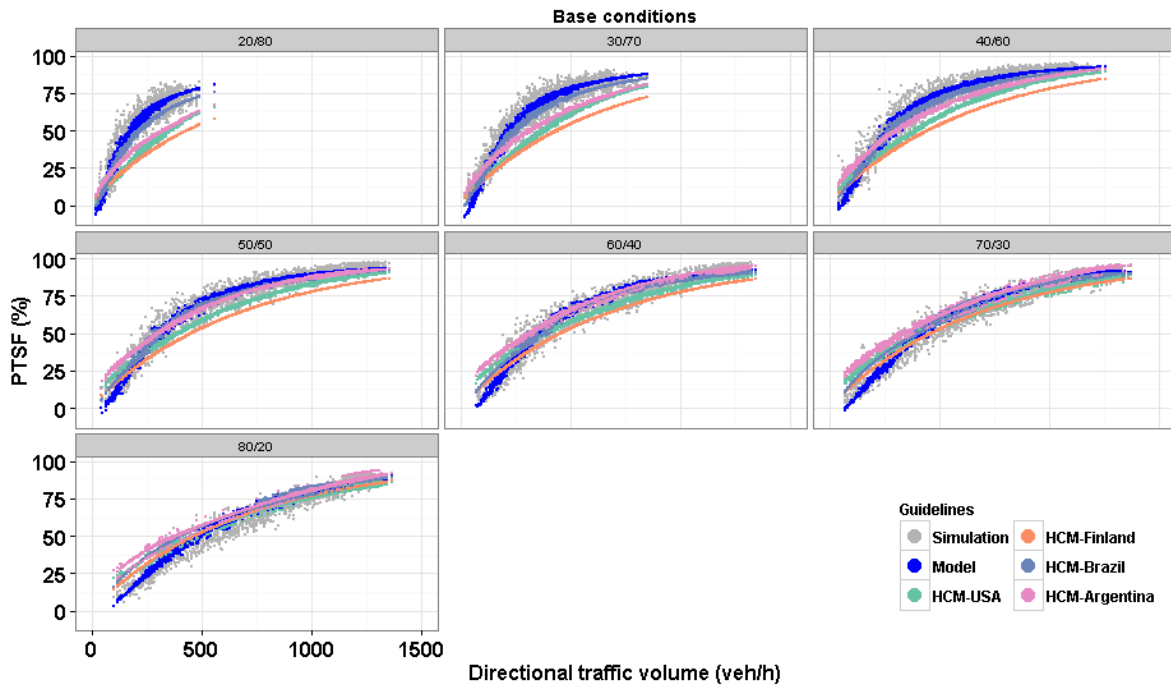 Base conditions
20/80
30/70
40/60
100
75
50
25
0
50/50
60/40
70/30
100
75
50
25
0
PTSF (%)
80/20
100
75
50
25
0
0
500
1000
1500
Directional traffic volume (veh/h)
Guidelines
Simulation
Model
HCM-USA
HCM-Finland
HCM-Brazil
HCM-Argentina